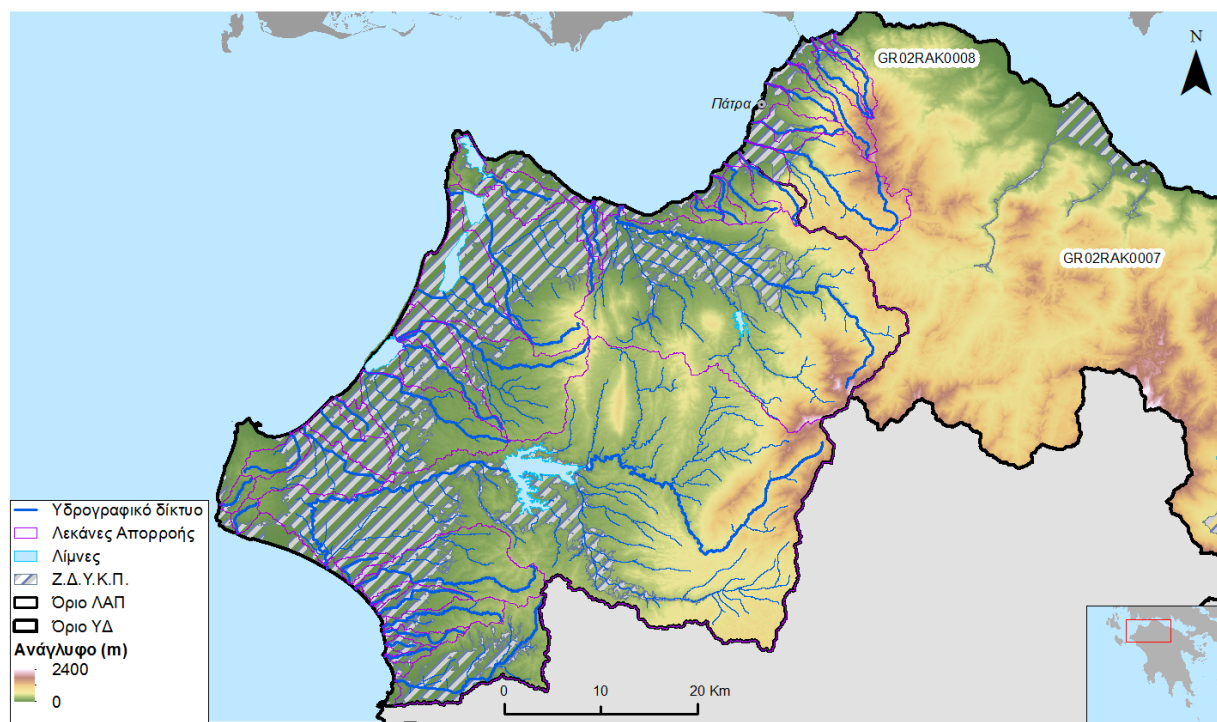 N
GR02RAK0008
Πάτρα
GR02RAK0007
Υδρογραφικό δίκτυο
Λεκάνες Απορροής
Λίμνες
Ζ.Δ.Υ.Κ.Π.
Όριο ΛΑΠ
Όριο ΥΔ
Ανάγλυφο (m)
2400
0
0 10 20 Km